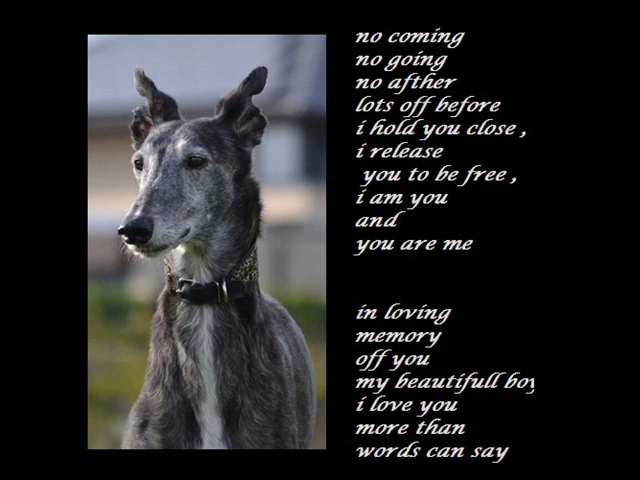 no coming
no going
no afther
lots off before
i hold you close ,
i release
you to be free ,
i am you
and
you are me
in loving
memory
off you
my beautifull boy
i love you
more than
words can say